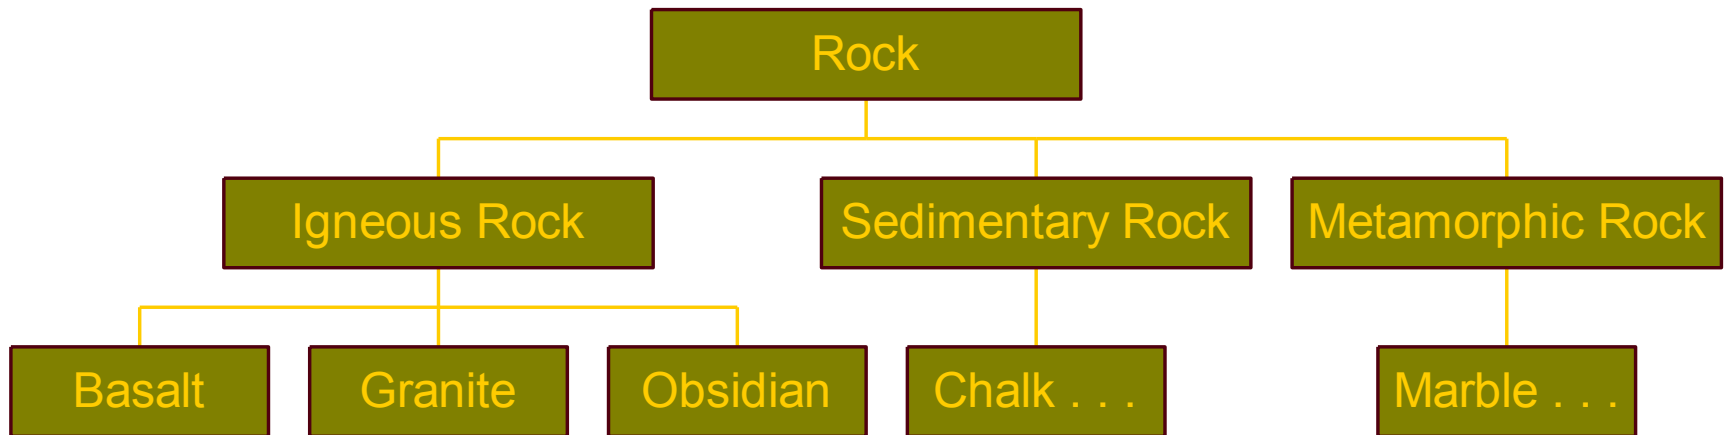 Rock
Igneous Rock
Sedimentary Rock
Metamorphic Rock
Basalt
Granite
Obsidian
Chalk . . .
Marble . . .